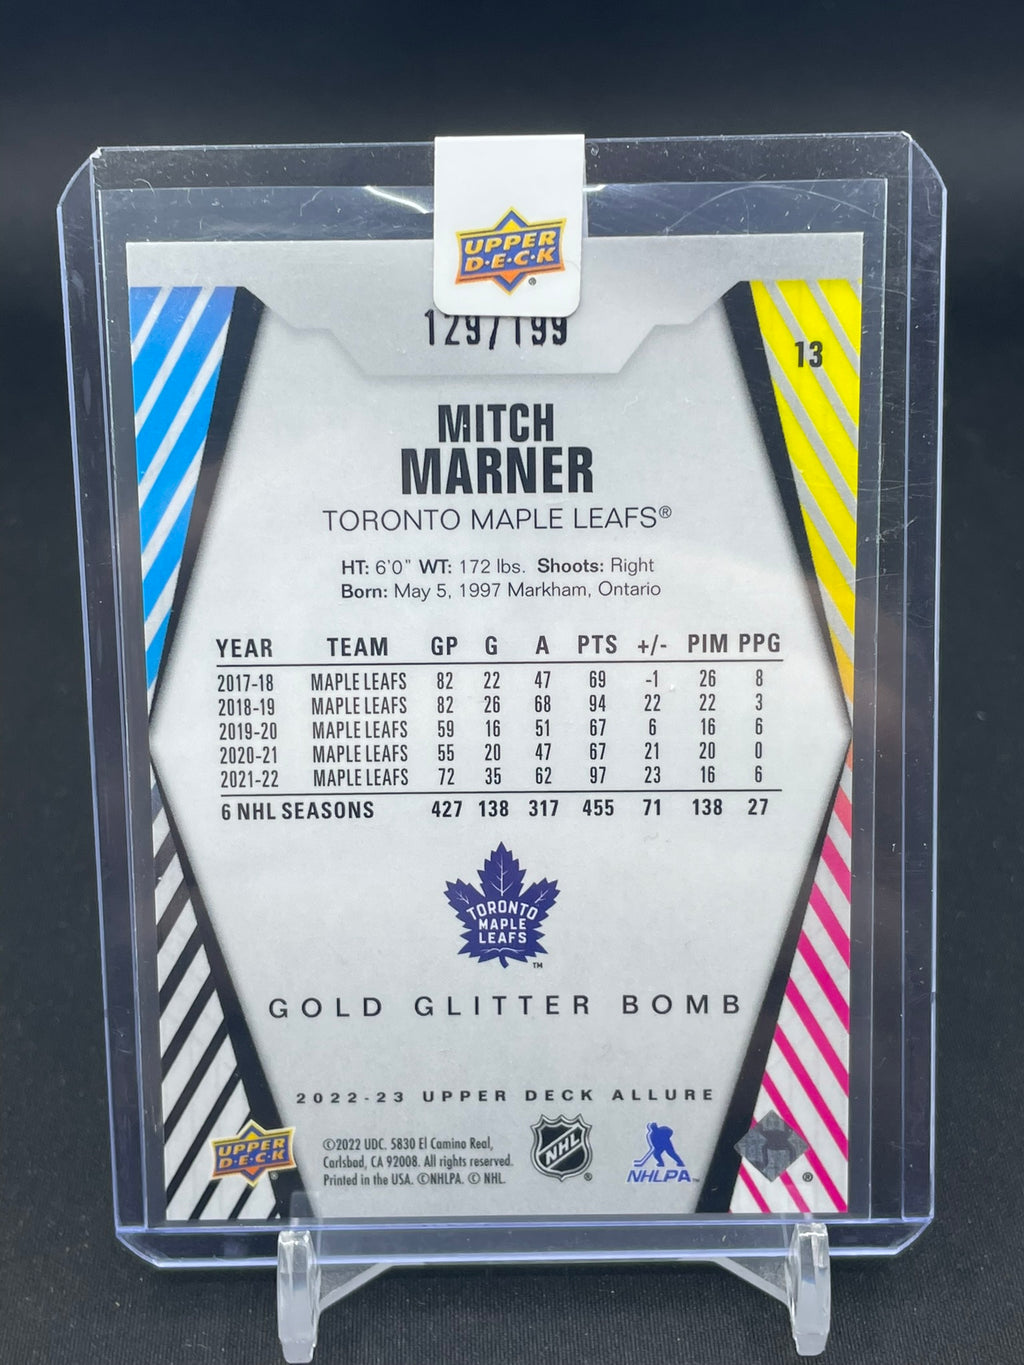 UPPER
D·E·C·K
129/199
13
MITCH
MARNER
TORONTO MAPLE LEAFS®
HT: 6'0" WT: 172 lbs. Shoots: Right
Born: May 5, 1997 Markham, Ontario
YEAR TEAM GP G A PTS +/- PIM PPG
2017-18 MAPLE LEAFS 82 22 47 69 -1 26 8
2018-19 MAPLE LEAFS 82 26 68 94 22 22 3
2019-20 MAPLE LEAFS 59 16 51 67 6 16 6
2020-21 MAPLE LEAFS 55 20 47 67 21 20 0
2021-22 MAPLE LEAFS 72 35 62 97 23 16 6
6 NHL SEASONS 427 138 317 455 71 138 27
TORONTO
MAPLE
LEAFS
™
GOLD GLITTER BOMB
2022-23 UPPER DECK ALLURE
UPPER
D·E·C·K
©2022 UDC. 5830 El Camino Real,
Carlsbad, CA 92008. All rights reserved.
Printed in the USA. ©NHLPA. © NHL.
NHL
NHLPA™